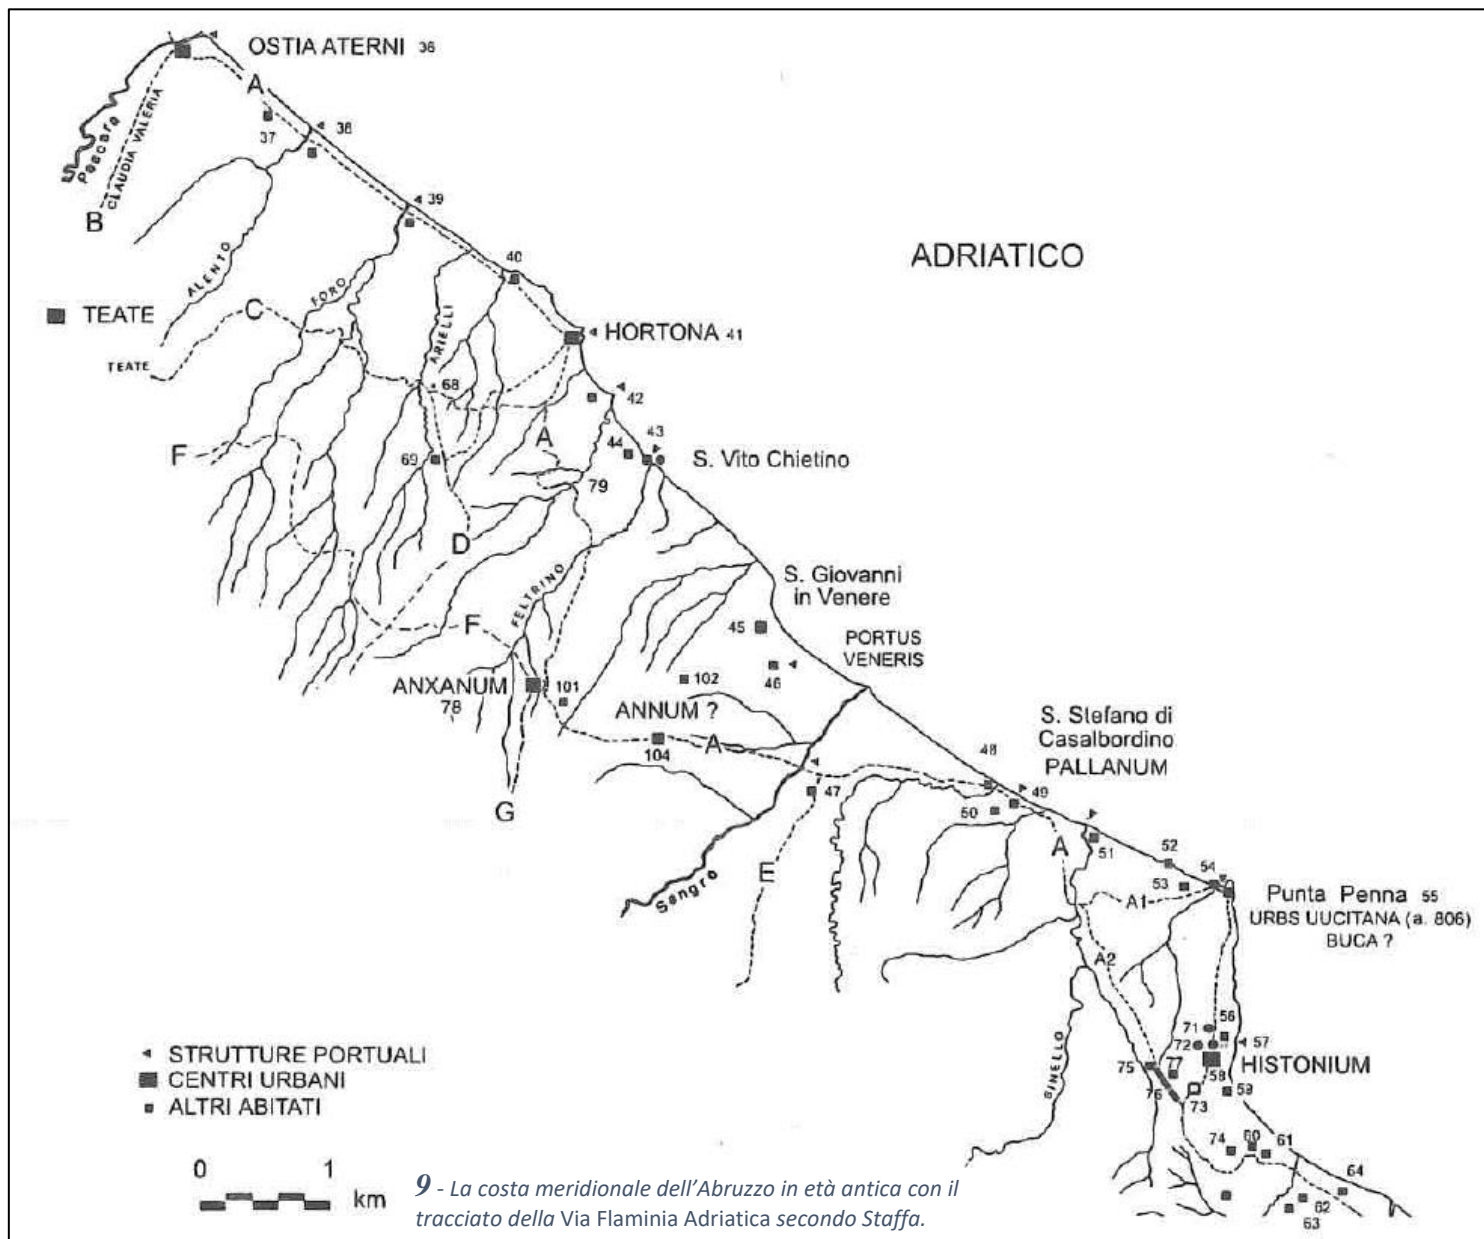 OSTIA ATERNI 36
A
37
38
Pescara
CLAUDIA VALERIA
B
39
ALENTO
40
ADRIATICO
FORO
C
TEATE
ARIELLI
HORTONA 41
TEATE
68
42
F
A
44
43
69
S. Vito Chietino
79
D
S. Giovanni
in Venere
FELTRINO
F
45
PORTUS
VENERIS
46
ANXANUM
78
101
102
ANNUM ?
S. Stefano di
Casalbordino
PALLANUM
104
A
48
47
49
50
G
A
51
52
E
53
54
Sangro
A1
Punta Penna 55
URBS UUCITANA (a. 806)
BUCA ?
A2
71
56
72
57
HISTONIUM
75
77
58
SINELLO
76
73
59
74
60
61
64
62
63
STRUTTURE PORTUALI
CENTRI URBANI
ALTRI ABITATI
0 1
km
9 - La costa meridionale dell’Abruzzo in età antica con il
tracciato della Via Flaminia Adriatica secondo Staffa.